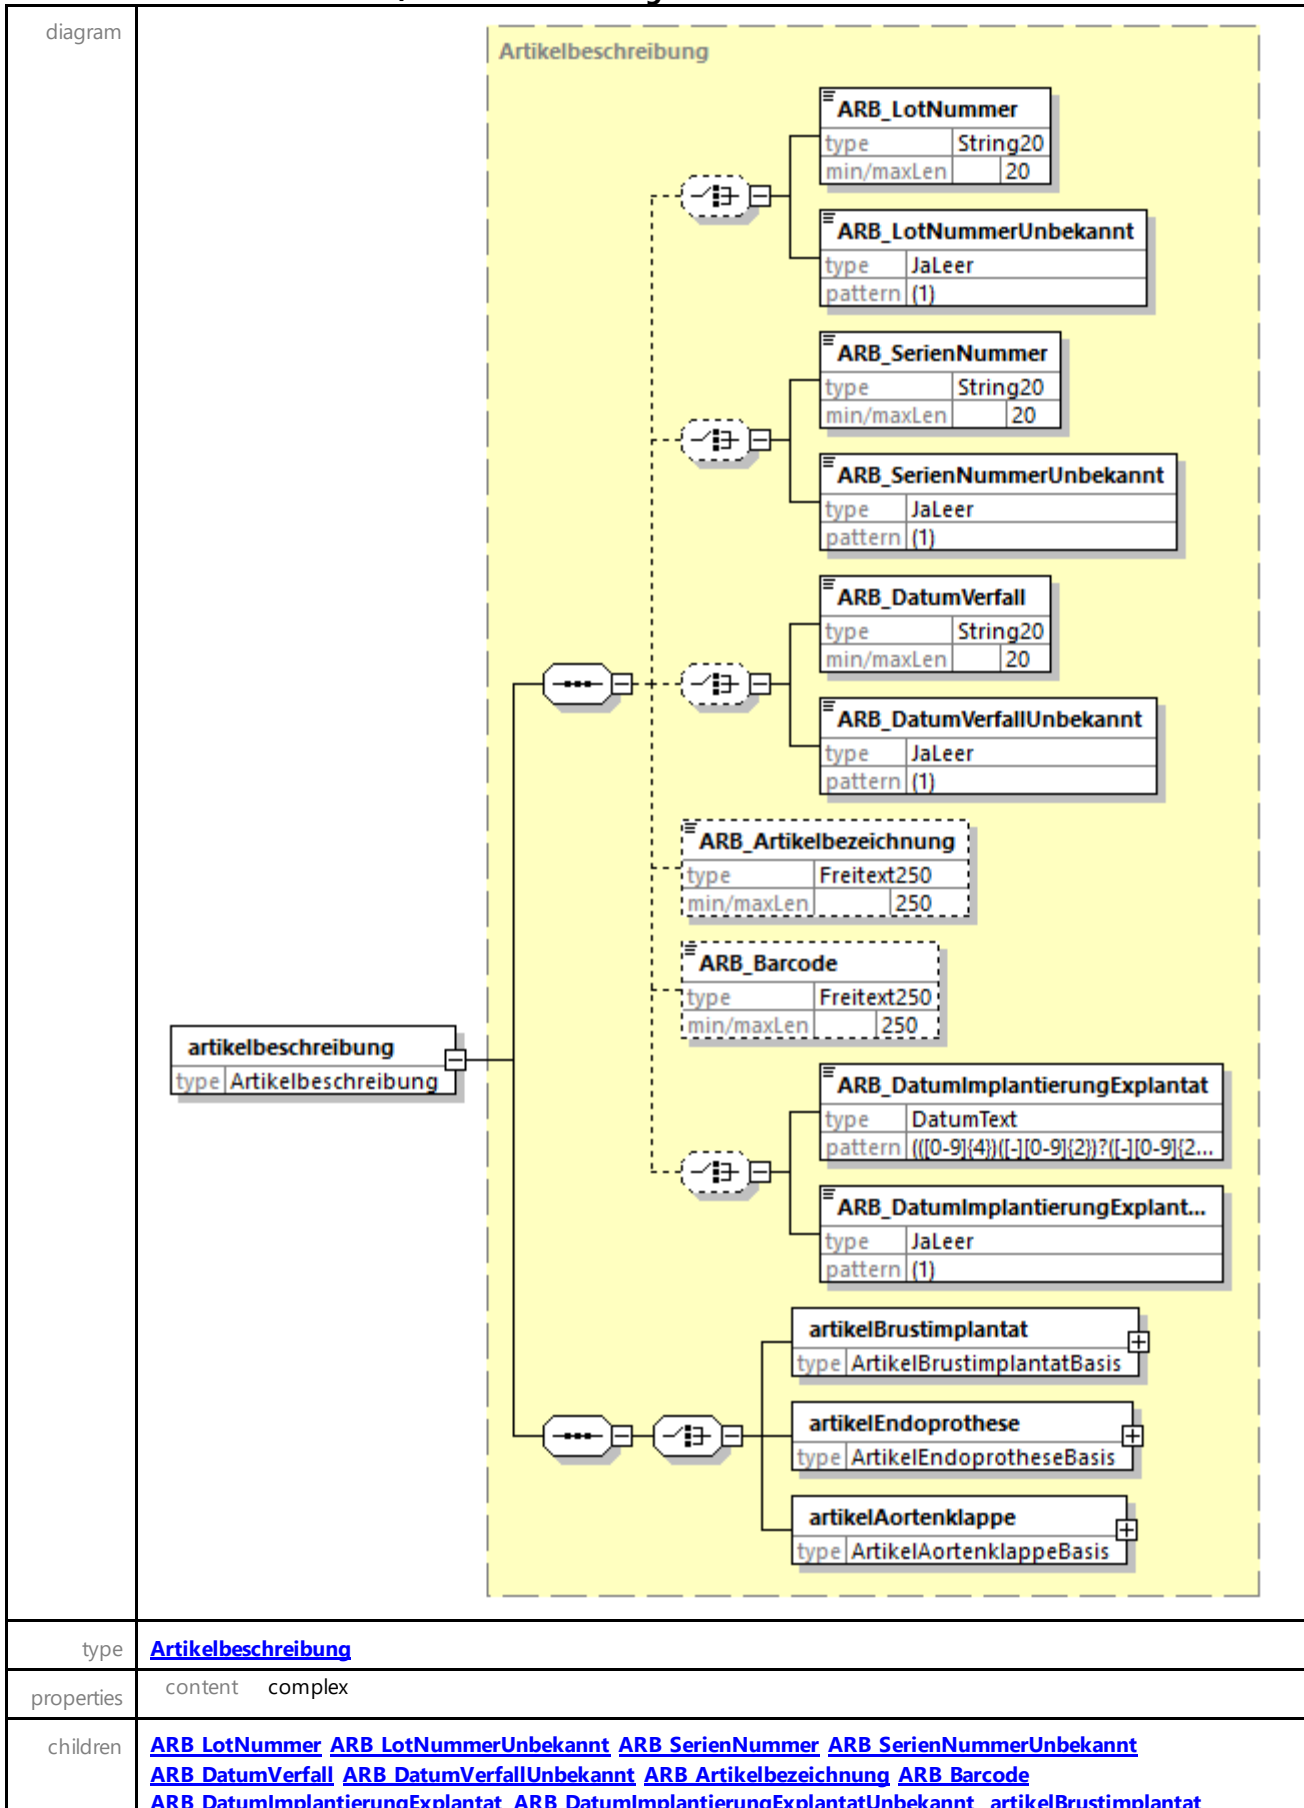 diagram
Artikelbeschreibung
ARB_LotNummer
type String20
min/maxLen 20
ARB_LotNummerUnbekannt
type JaLeer
pattern (1)
ARB_SerienNummer
type String20
min/maxLen 20
ARB_SerienNummerUnbekannt
type JaLeer
pattern (1)
ARB_DatumVerfall
type String20
min/maxLen 20
ARB_DatumVerfallUnbekannt
type JaLeer
pattern (1)
ARB_Artikelbezeichnung
type Freitext250
min/maxLen 250
ARB_Barcode
type Freitext250
min/maxLen 250
artikelbeschreibung
type Artikelbeschreibung
ARB_DatumImplantierungExplantat
type DatumText
pattern (([0-9]{4})([-][0-9]{2})?([-][0-9]{2...
ARB_DatumImplantierungExplant...
type JaLeer
pattern (1)
artikelBrustimplantat
type ArtikelBrustimplantatBasis
artikelEndoprothese
type ArtikelEndoprotheseBasis
artikelAortenklappe
type ArtikelAortenklappeBasis
type Artikelbeschreibung
properties content complex
children ARB_LotNummer ARB_LotNummerUnbekannt ARB_SerienNummer ARB_SerienNummerUnbekannt
ARB_DatumVerfall ARB_DatumVerfallUnbekannt ARB_Artikelbezeichnung ARB_Barcode
ARB_DatumImplantierungExplantat ARB_DatumImplantierungExplantatUnbekannt artikelBrustimplantat